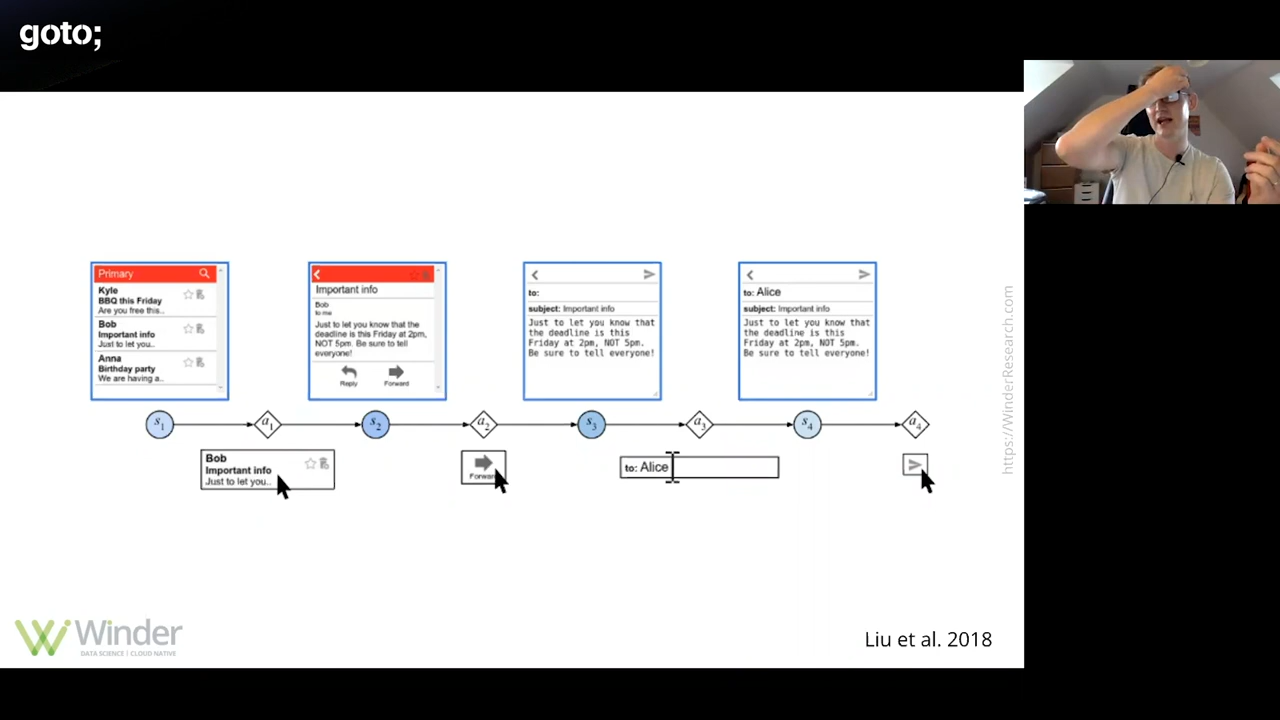 goto;
Primary
Kyle
BBQ this Friday
Are you free this..
Bob
Important info
Just to let you..
Anna
Birthday party
We are having a..
Important info
Bob
to me
Just to let you know that the
deadline is this Friday at 2pm,
NOT 5pm. Be sure to tell
everyone!
Reply
Forward
to:
subject: Important info
Just to let you know that
the deadline is this
Friday at 2pm, NOT 5pm.
Be sure to tell everyone!
to: Alice
subject: Important info
Just to let you know that
the deadline is this
Friday at 2pm, NOT 5pm.
Be sure to tell everyone!
s1
a1
s2
a2
s3
a3
s4
a4
Bob
Important info
Just to let you..
Forward
to: Alice
https://WinderResearch.com
Winder
DATA SCIENCE | CLOUD NATIVE
Liu et al. 2018